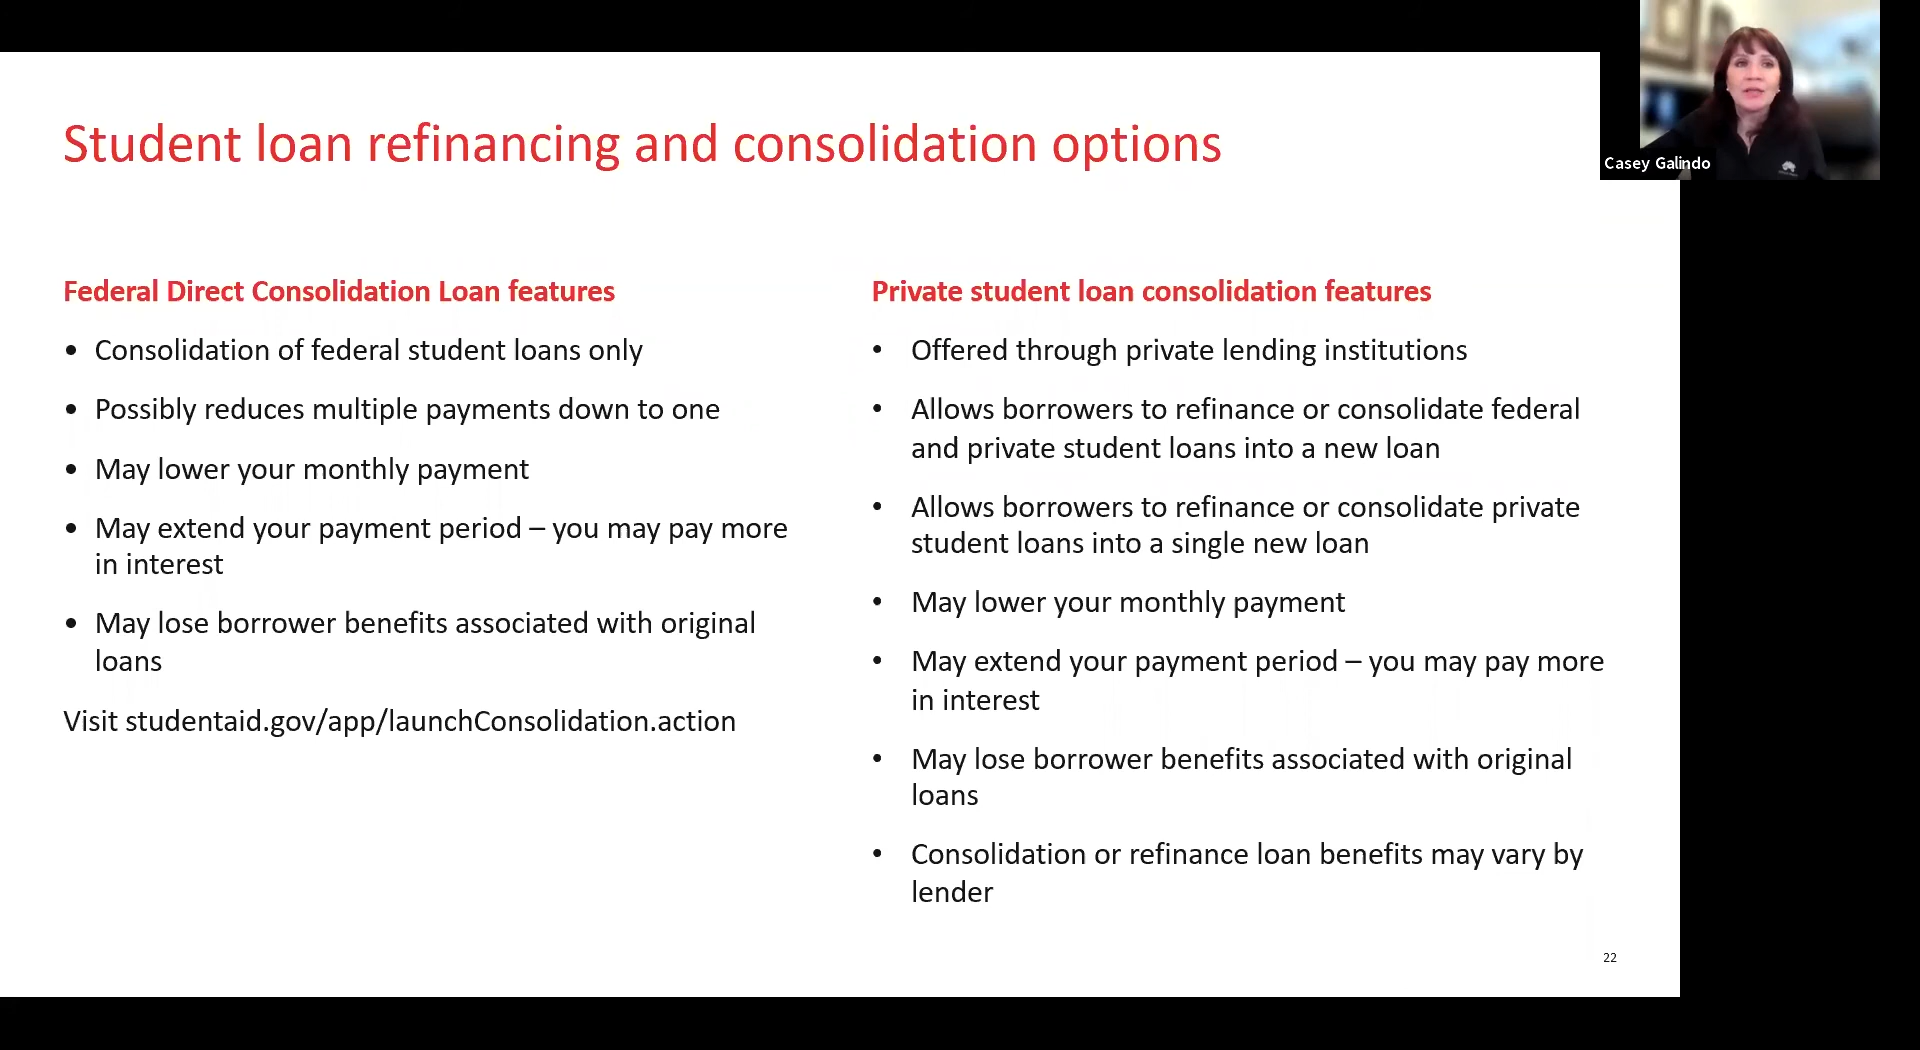 Casey Galindo
Student loan refinancing and consolidation options
Federal Direct Consolidation Loan features
• Consolidation of federal student loans only
• Possibly reduces multiple payments down to one
• May lower your monthly payment
• May extend your payment period – you may pay more
in interest
• May lose borrower benefits associated with original
loans
Visit studentaid.gov/app/launchConsolidation.action
Private student loan consolidation features
• Offered through private lending institutions
• Allows borrowers to refinance or consolidate federal
and private student loans into a new loan
• Allows borrowers to refinance or consolidate private
student loans into a single new loan
• May lower your monthly payment
• May extend your payment period – you may pay more
in interest
• May lose borrower benefits associated with original
loans
• Consolidation or refinance loan benefits may vary by
lender
22